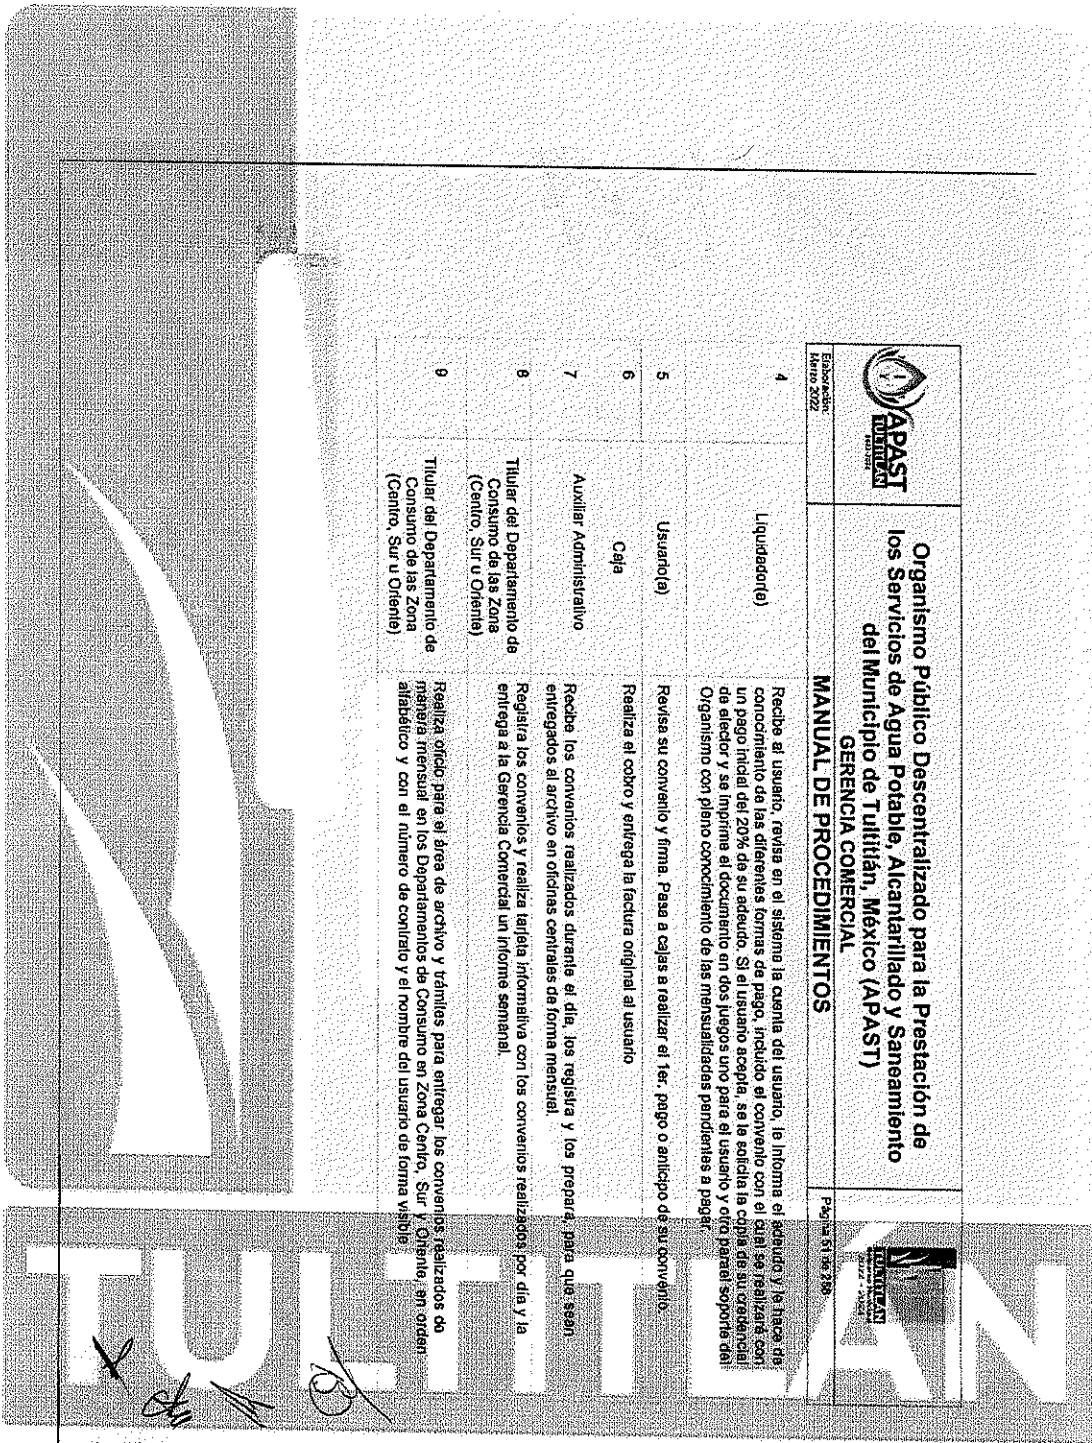 APAST
TULTITLÁN
2022-2024
Organismo Público Descentralizado para la Prestación de
los Servicios de Agua Potable, Alcantarillado y Saneamiento
del Municipio de Tultitlán, México (APAST)
GERENCIA COMERCIAL
TULTITLÁN
Elaboración:
Marzo 2022
MANUAL DE PROCEDIMIENTOS
Página 51 de 298
4
Liquidador(a)
Recibe al usuario, revisa en el sistema la cuenta del usuario, le informa el adeudo y le hace de
conocimiento de las diferentes formas de pago, incluido el convenio con el cual se realizará con
un pago inicial del 20% de su adeudo. Si el usuario acepta, se le solicita la copia de su credencial
de elector y se imprime el documento en dos juegos uno para el usuario y otro parael soporte del
Organismo con pleno conocimiento de las mensualidades pendientes a pagar.
5
Usuario(a)
Revisa su convenio y firma. Pasa a cajas a realizar el 1er. pago o anticipo de su convenio.
6
Caja
Realiza el cobro y entrega la factura original al usuario
7
Auxiliar Administrativo
Recibe los convenios realizados durante el día, los registra y los prepara, para que sean
entregados al archivo en oficinas centrales de forma mensual.
8
Titular del Departamento de
Consumo de las Zona
(Centro, Sur u Oriente)
Registra los convenios y realiza tarjeta informativa con los convenios realizados por día y la
entrega a la Gerencia Comercial un informe semanal.
9
Titular del Departamento de
Consumo de las Zona
(Centro, Sur u Oriente)
Realiza oficio para el área de archivo y trámites para entregar los convenios realizados de
manera mensual en los Departamentos de Consumo en Zona Centro, Sur y Oriente, en orden
alfabético y con el número de contrato y el nombre del usuario de forma visible
TULTITLÁN